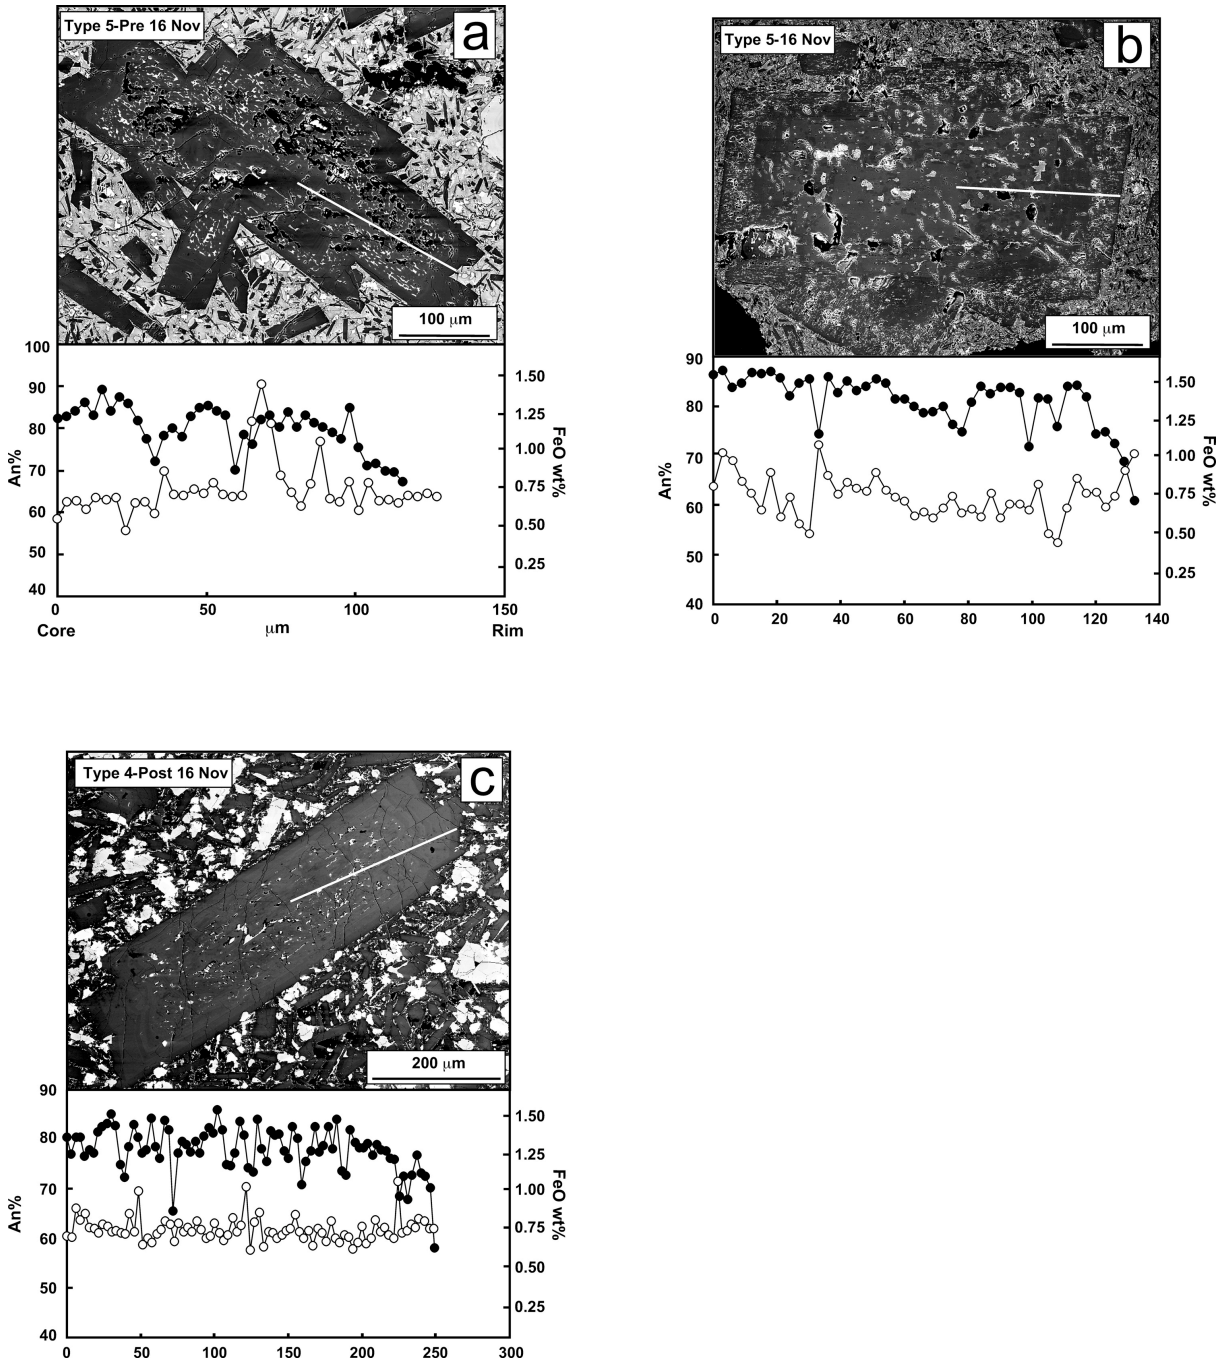 Type 5-Pre 16 Nov
a
100 μm
100
90
80
70
60
50
40
An%
1.50
1.25
1.00
0.75
0.50
0.25
FeO wt%
0 50 100 150
Core μm Rim
Type 5-16 Nov
b
100 μm
90
80
70
60
50
40
An%
1.50
1.25
1.00
0.75
0.50
0.25
FeO wt%
0 20 40 60 80 100 120 140
Type 4-Post 16 Nov
c
200 μm
90
80
70
60
50
40
An%
1.50
1.25
1.00
0.75
0.50
0.25
FeO wt%
0 50 100 150 200 250 300